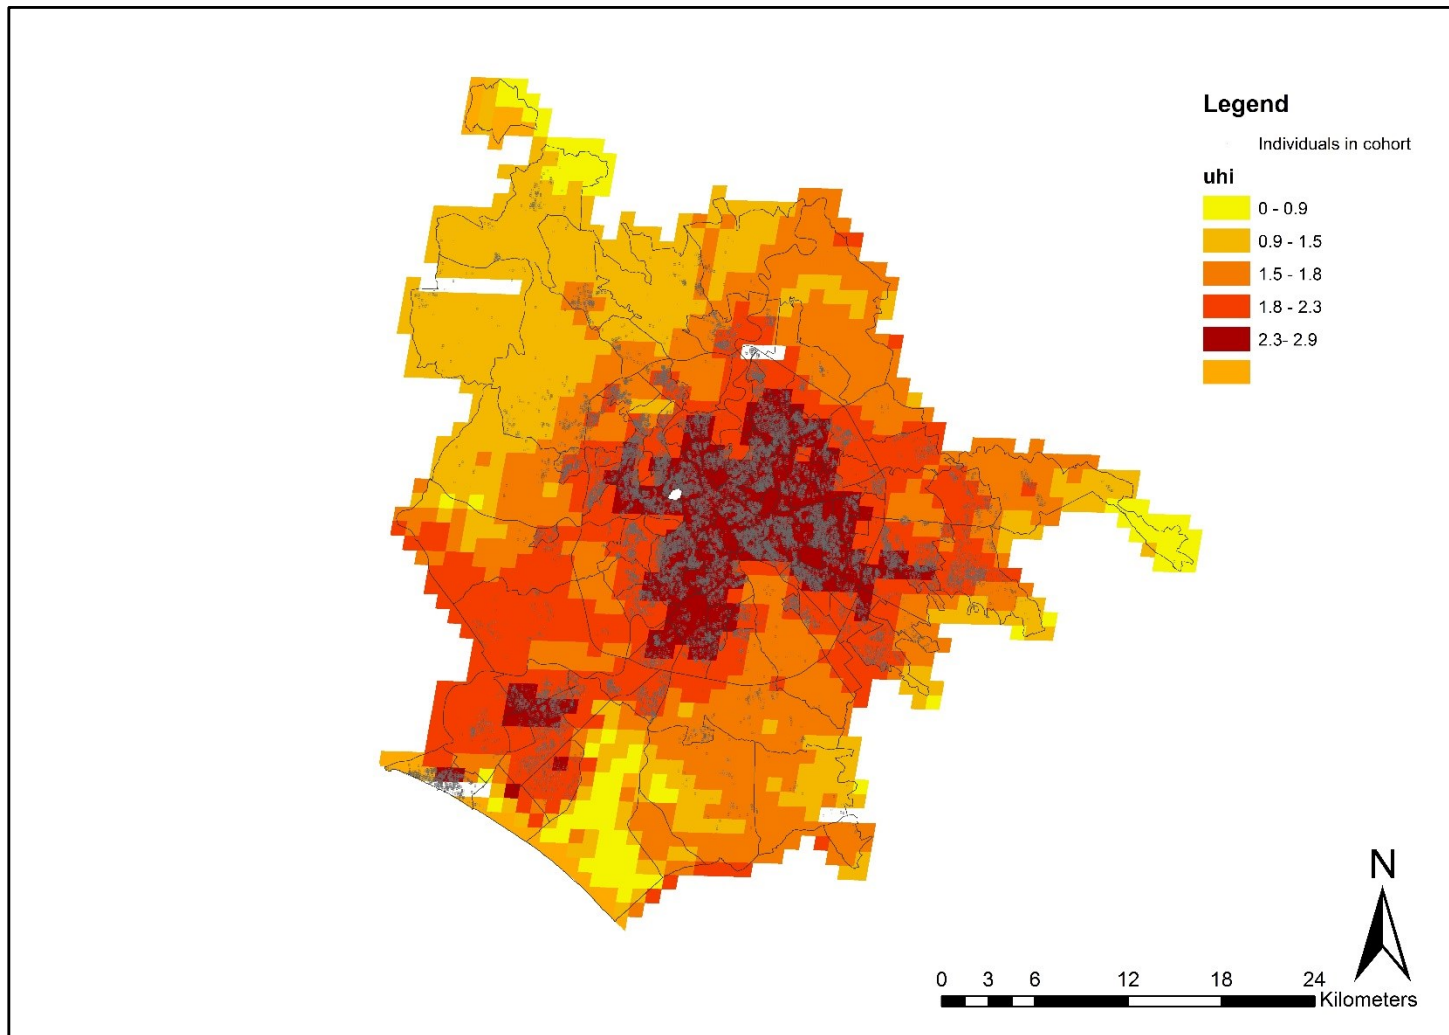 Legend
Individuals in cohort
uhi
0 - 0.9
0.9 - 1.5
1.5 - 1.8
1.8 - 2.3
2.3- 2.9
N
0 3 6 12 18 24
Kilometers